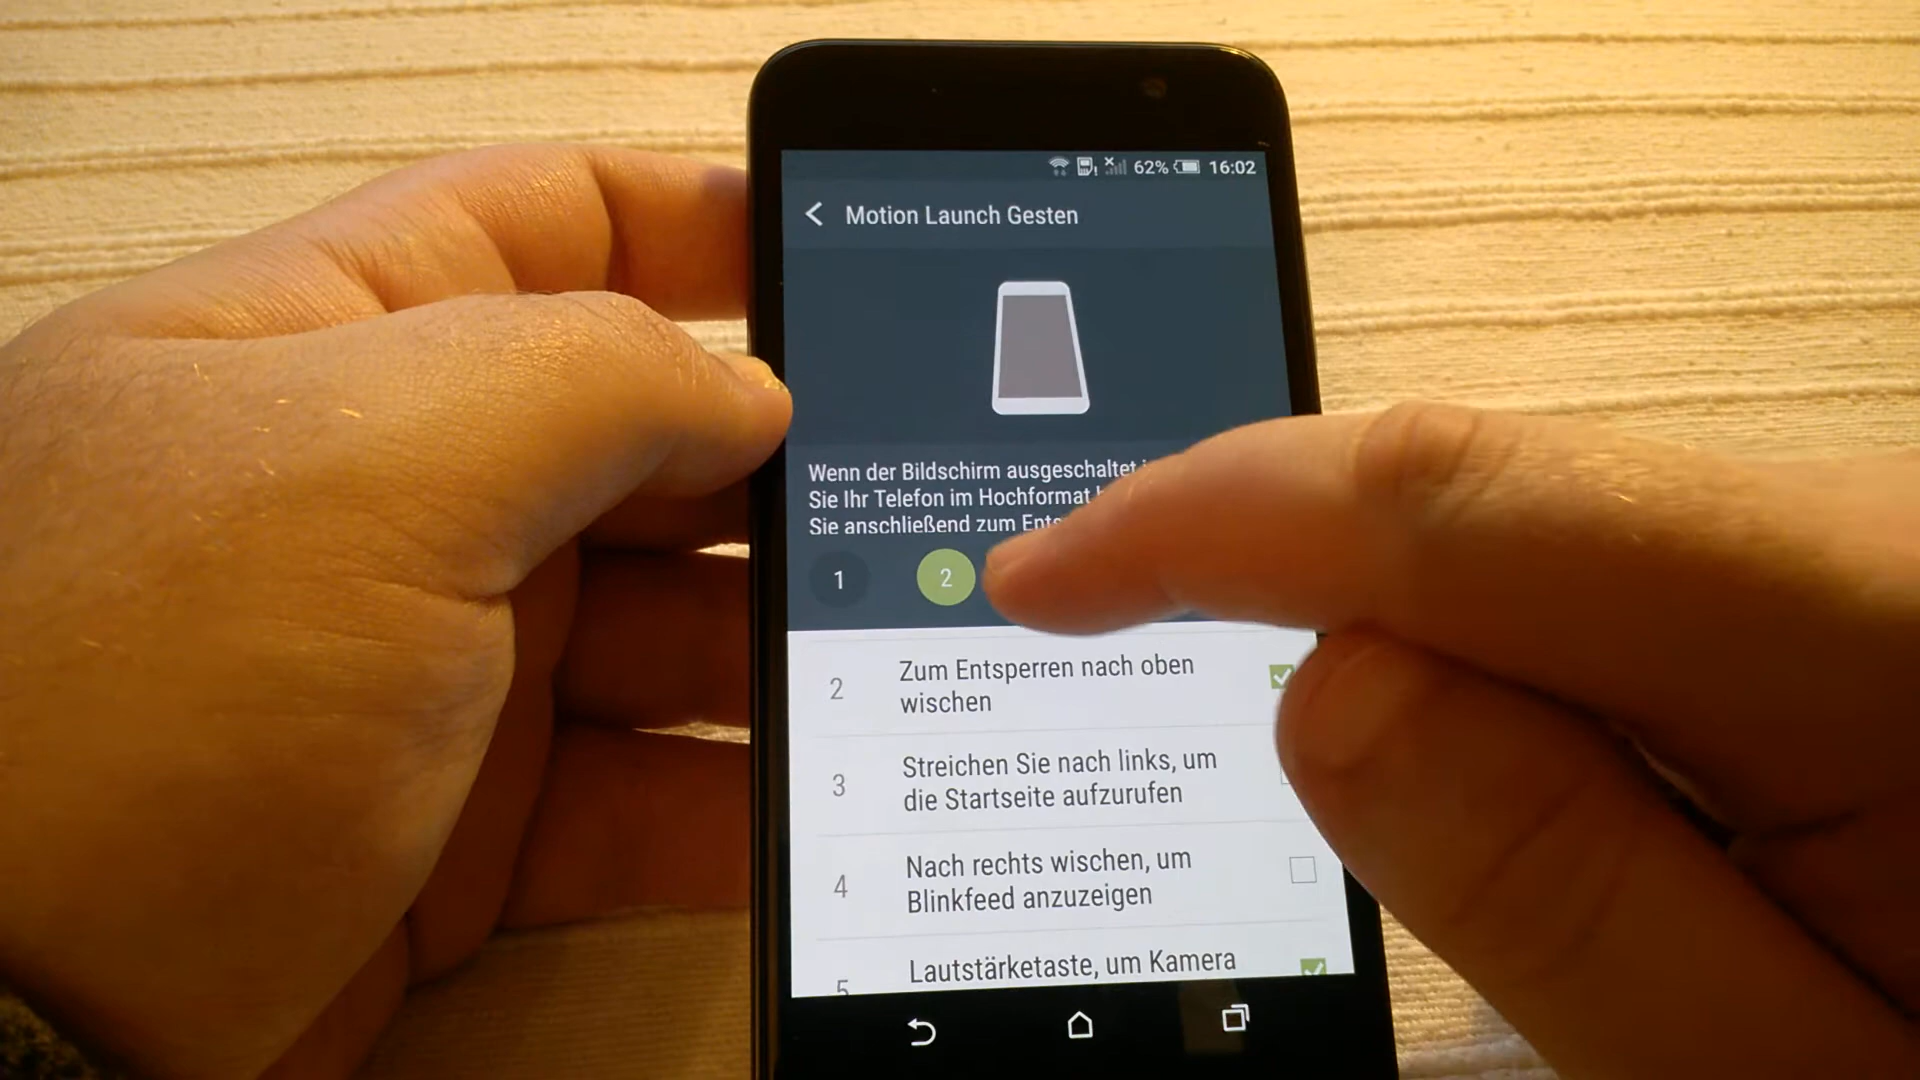 62% 16:02
Motion Launch Gesten
Wenn der Bildschirm ausgeschaltet
Sie Ihr Telefon im Hochformat
Sie anschließend zum
1 2
2 Zum Entsperren nach oben
wischen
3 Streichen Sie nach links, um
die Startseite aufzurufen
4 Nach rechts wischen, um
Blinkfeed anzuzeigen
5 Lautstärketaste, um Kamera